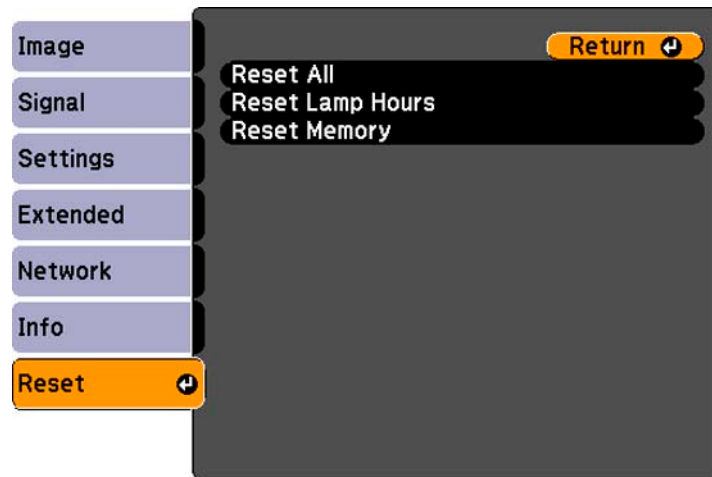 Image
Signal
Settings
Extended
Network
Info
Reset
Return
Reset All
Reset Lamp Hours
Reset Memory